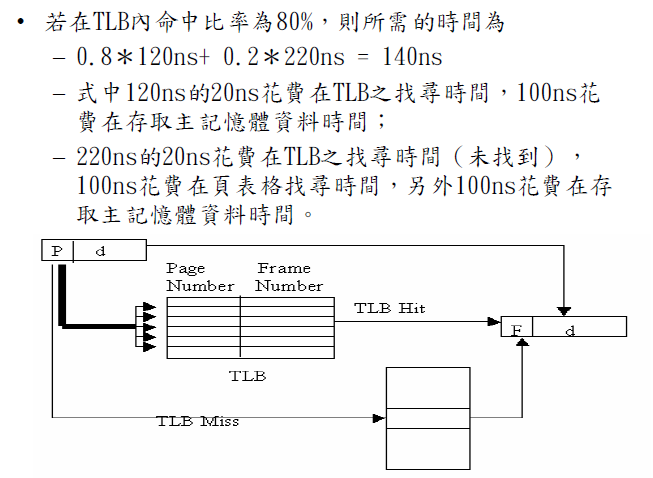 • 若在TLB內命中比率為80%，則所需的時間為
– 0.8＊120ns+ 0.2＊220ns = 140ns
– 式中120ns的20ns花費在TLB之找尋時間，100ns花
費在存取主記憶體資料時間；
– 220ns的20ns花費在TLB之找尋時間（未找到），
100ns花費在頁表格找尋時間，另外100ns花費在存
取主記憶體資料時間。
P d
Page Frame
Number Number
TLB Hit
F d
TLB
TLB Miss